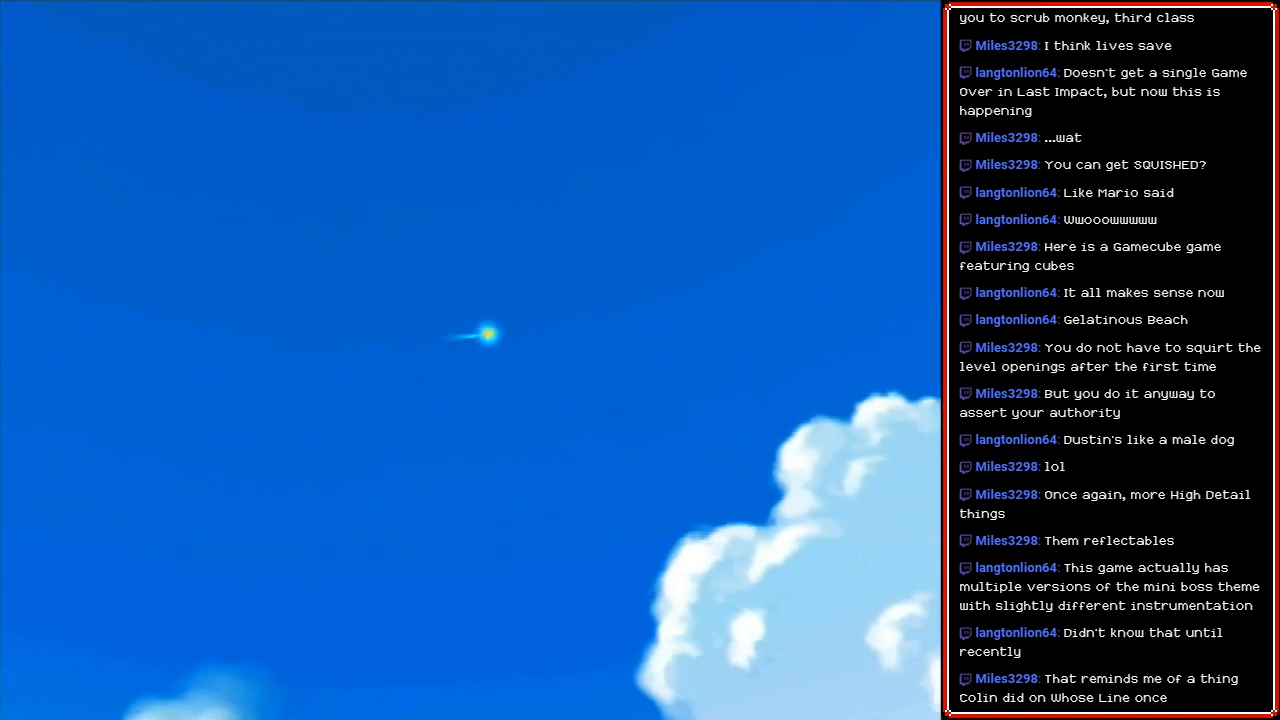 you to scrub monkey, third class
Miles3298: I think lives save
langtonlion64: Doesn't get a single Game
Over in Last Impact, but now this is
happening
Miles3298: ...wat
Miles3298: You can get SQUISHED?
langtonlion64: Like Mario said
langtonlion64: Wwooowwwww
Miles3298: Here is a Gamecube game
featuring cubes
langtonlion64: It all makes sense now
langtonlion64: Gelatinous Beach
Miles3298: You do not have to squirt the
level openings after the first time
Miles3298: But you do it anyway to
assert your authority
langtonlion64: Dustin's like a male dog
Miles3298: lol
Miles3298: Once again, more High Detail
things
Miles3298: Them reflectables
langtonlion64: This game actually has
multiple versions of the mini boss theme
with slightly different instrumentation
langtonlion64: Didn't know that until
recently
Miles3298: That reminds me of a thing
Colin did on Whose Line once